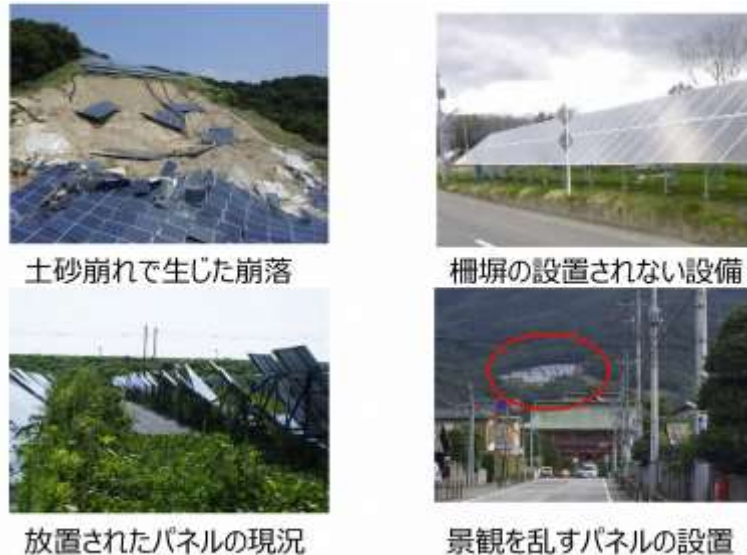 土砂崩れで生じた崩落
柵塀の設置されない設備
放置されたパネルの現況
景観を乱すパネルの設置